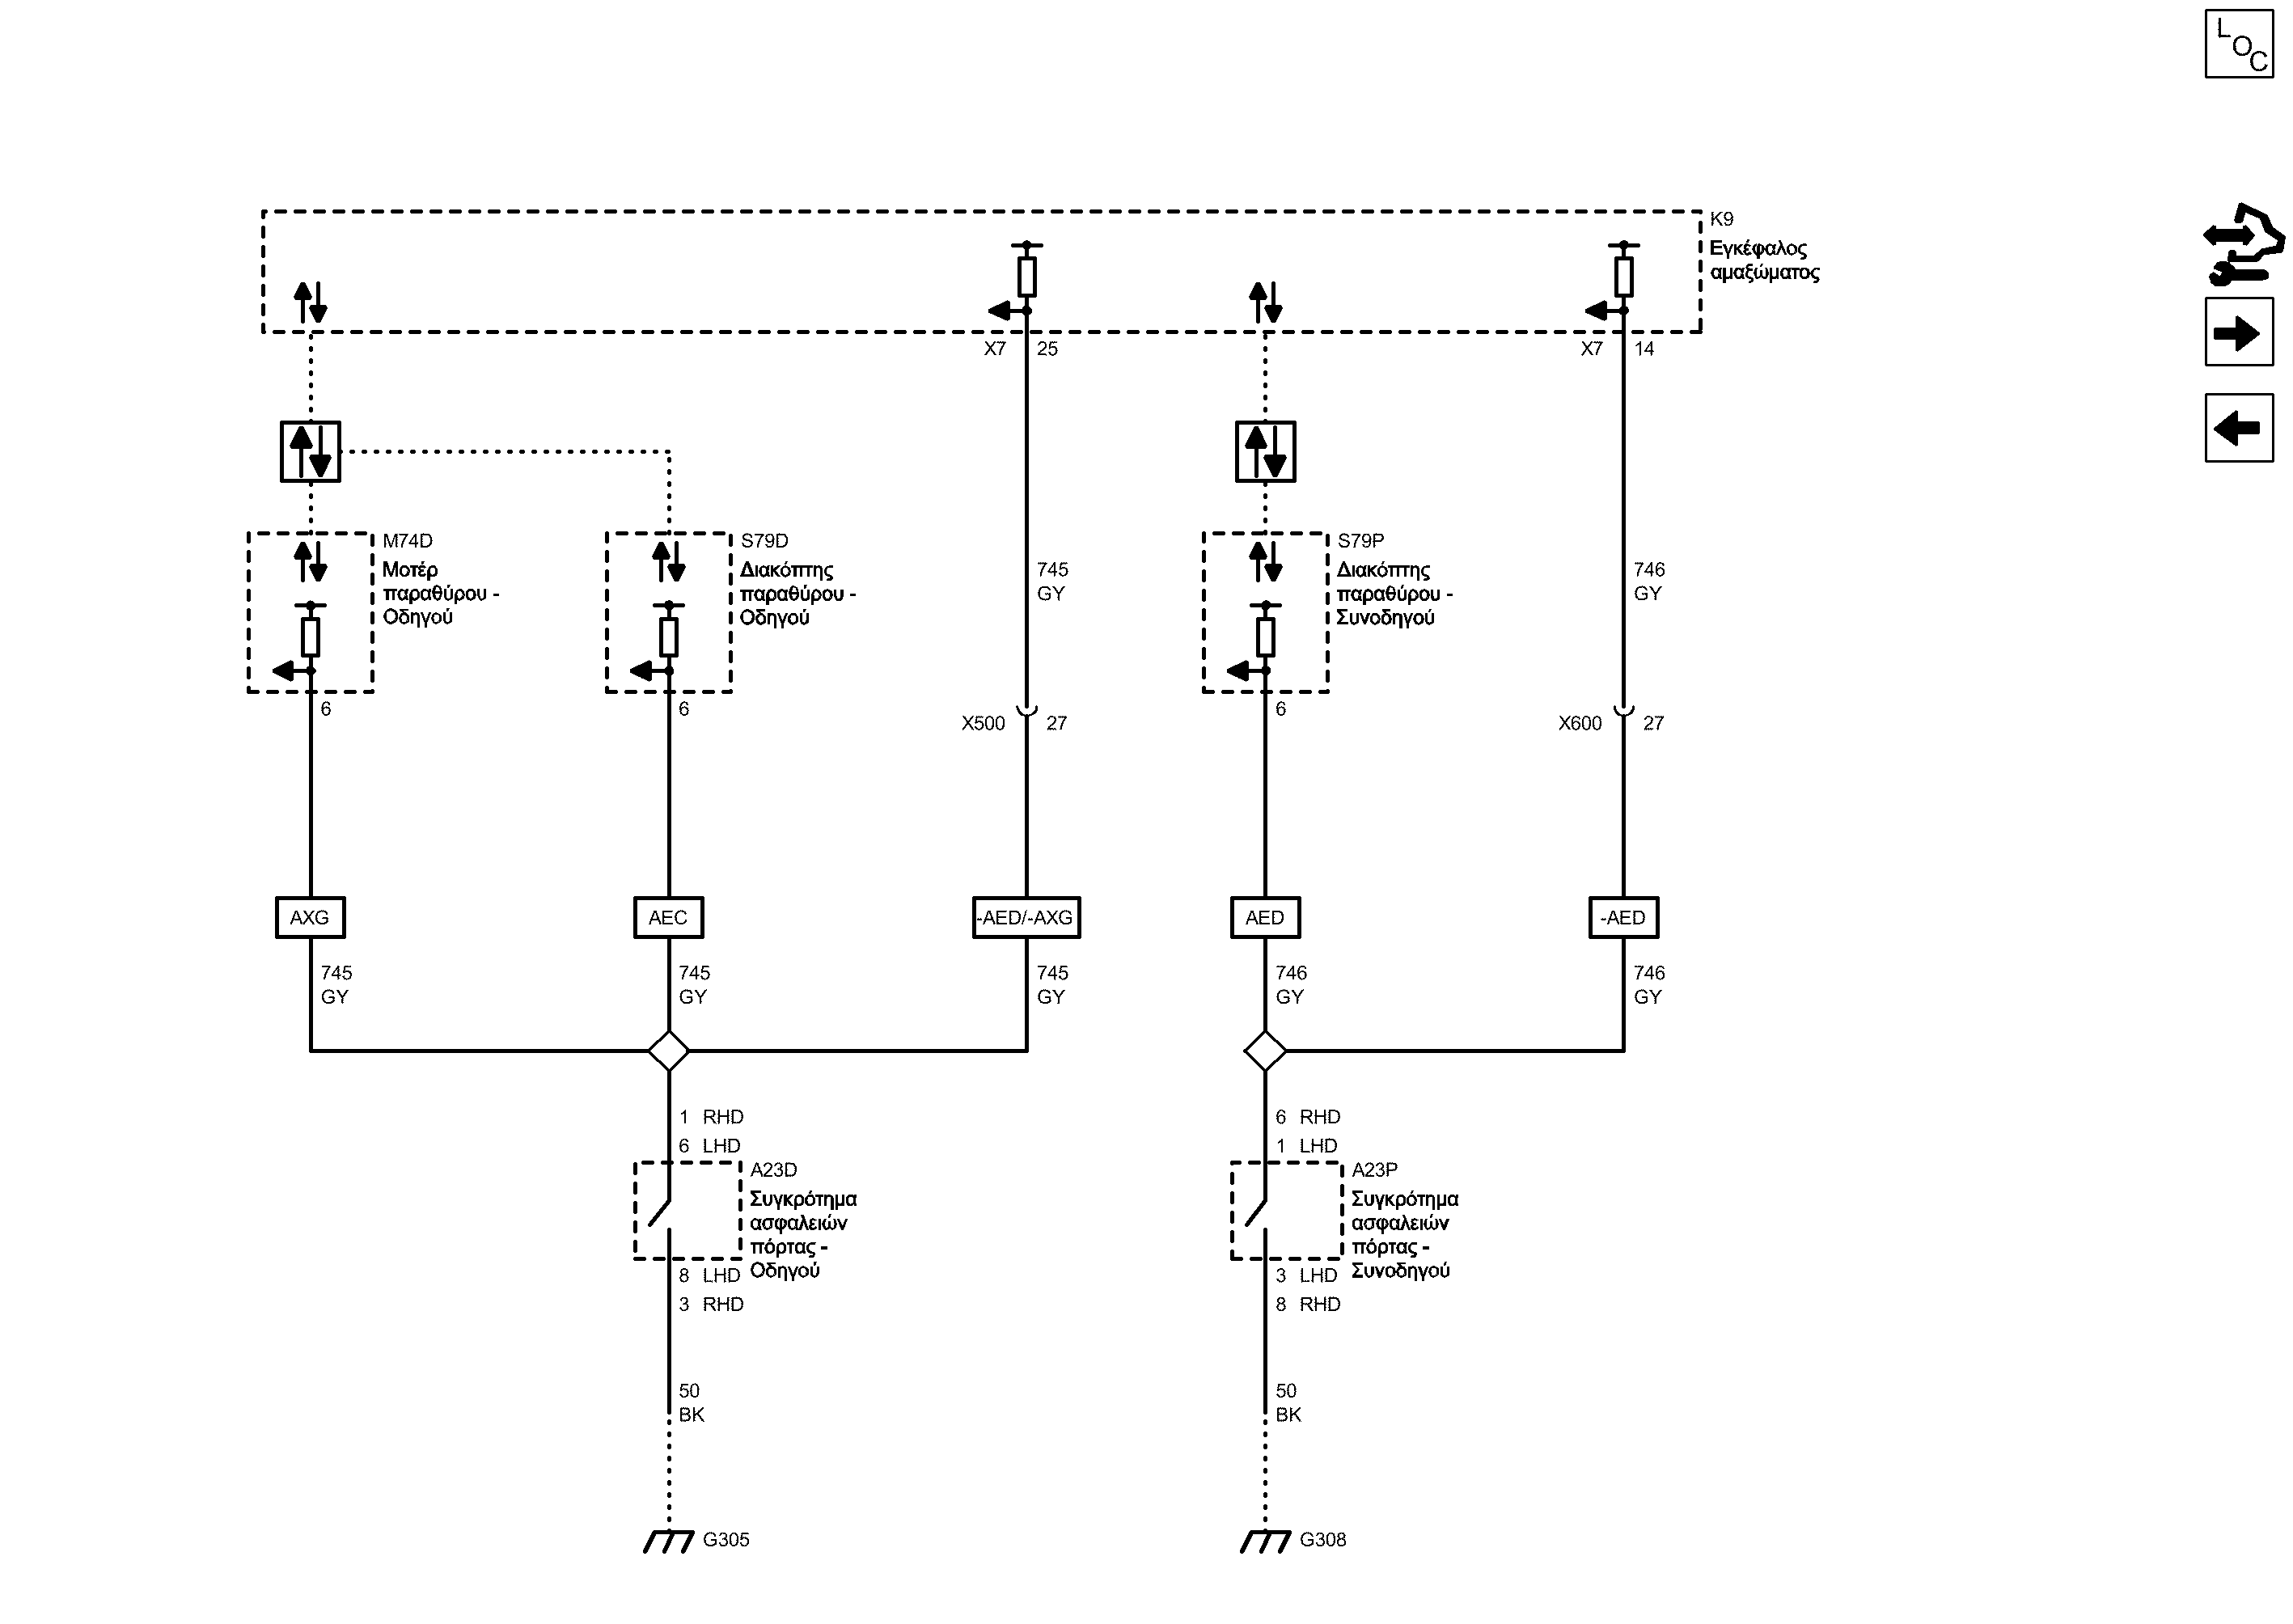 LOC
K9
Εγκέφαλος
αμαξώματος
X7 25
X7 14
M74D
Μοτέρ
παραθύρου -
Οδηγού
S79D
Διακόπτης
παραθύρου -
Οδηγού
745
GY
S79P
Διακόπτης
παραθύρου -
Συνοδηγού
746
GY
6
6
X500 27
6
X600 27
AXG
AEC
-AED/-AXG
AED
-AED
745
GY
745
GY
745
GY
746
GY
746
GY
1 RHD
6 LHD
6 RHD
1 LHD
A23D
Συγκρότημα
ασφαλειών
πόρτας -
Οδηγού
A23P
Συγκρότημα
ασφαλειών
πόρτας -
Συνοδηγού
8 LHD
3 RHD
3 LHD
8 RHD
50
BK
50
BK
G305
G308